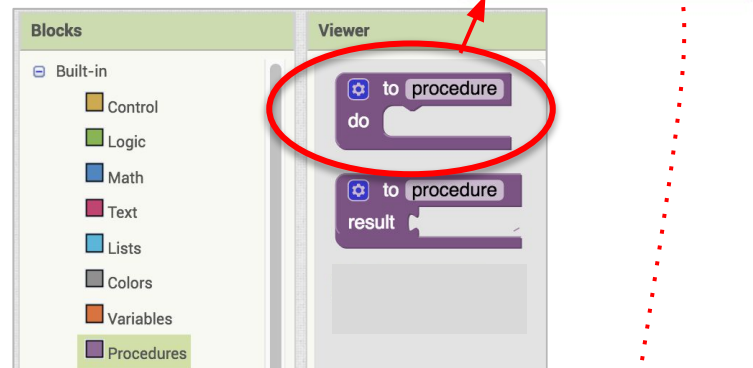 Blocks
Viewer
Built-in
Control
Logic
Math
Text
Lists
Colors
Variables
Procedures
to procedure
do
to procedure
result